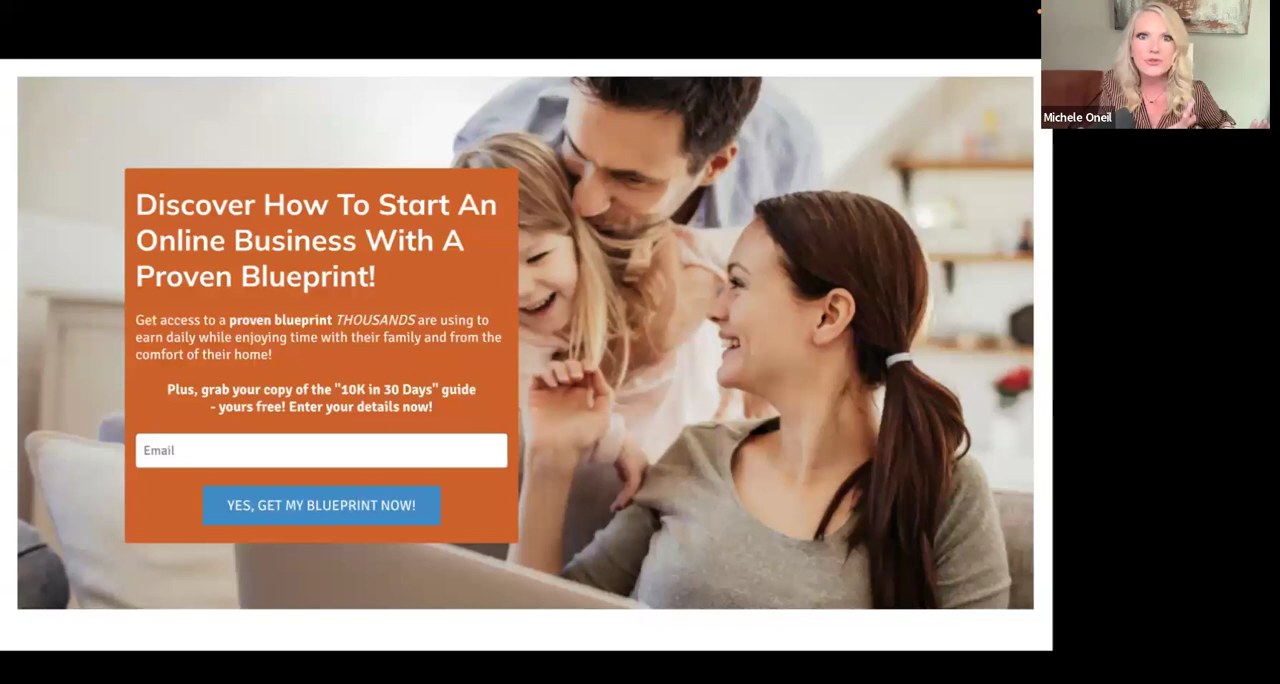 Michele Oneil
Discover How To Start An
Online Business With A
Proven Blueprint!
Get access to a proven blueprint THOUSANDS are using to
earn daily while enjoying time with their family and from the
comfort of their home!
Plus, grab your copy of the "10K in 30 Days" guide
- yours free! Enter your details now!
Email
YES, GET MY BLUEPRINT NOW!